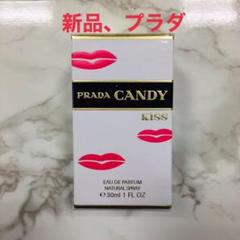 新品、プラダ
PRADA CANDY
KISS
EAU DE PARFUM
NATURAL SPRAY
℮30ml 1 FL OZ